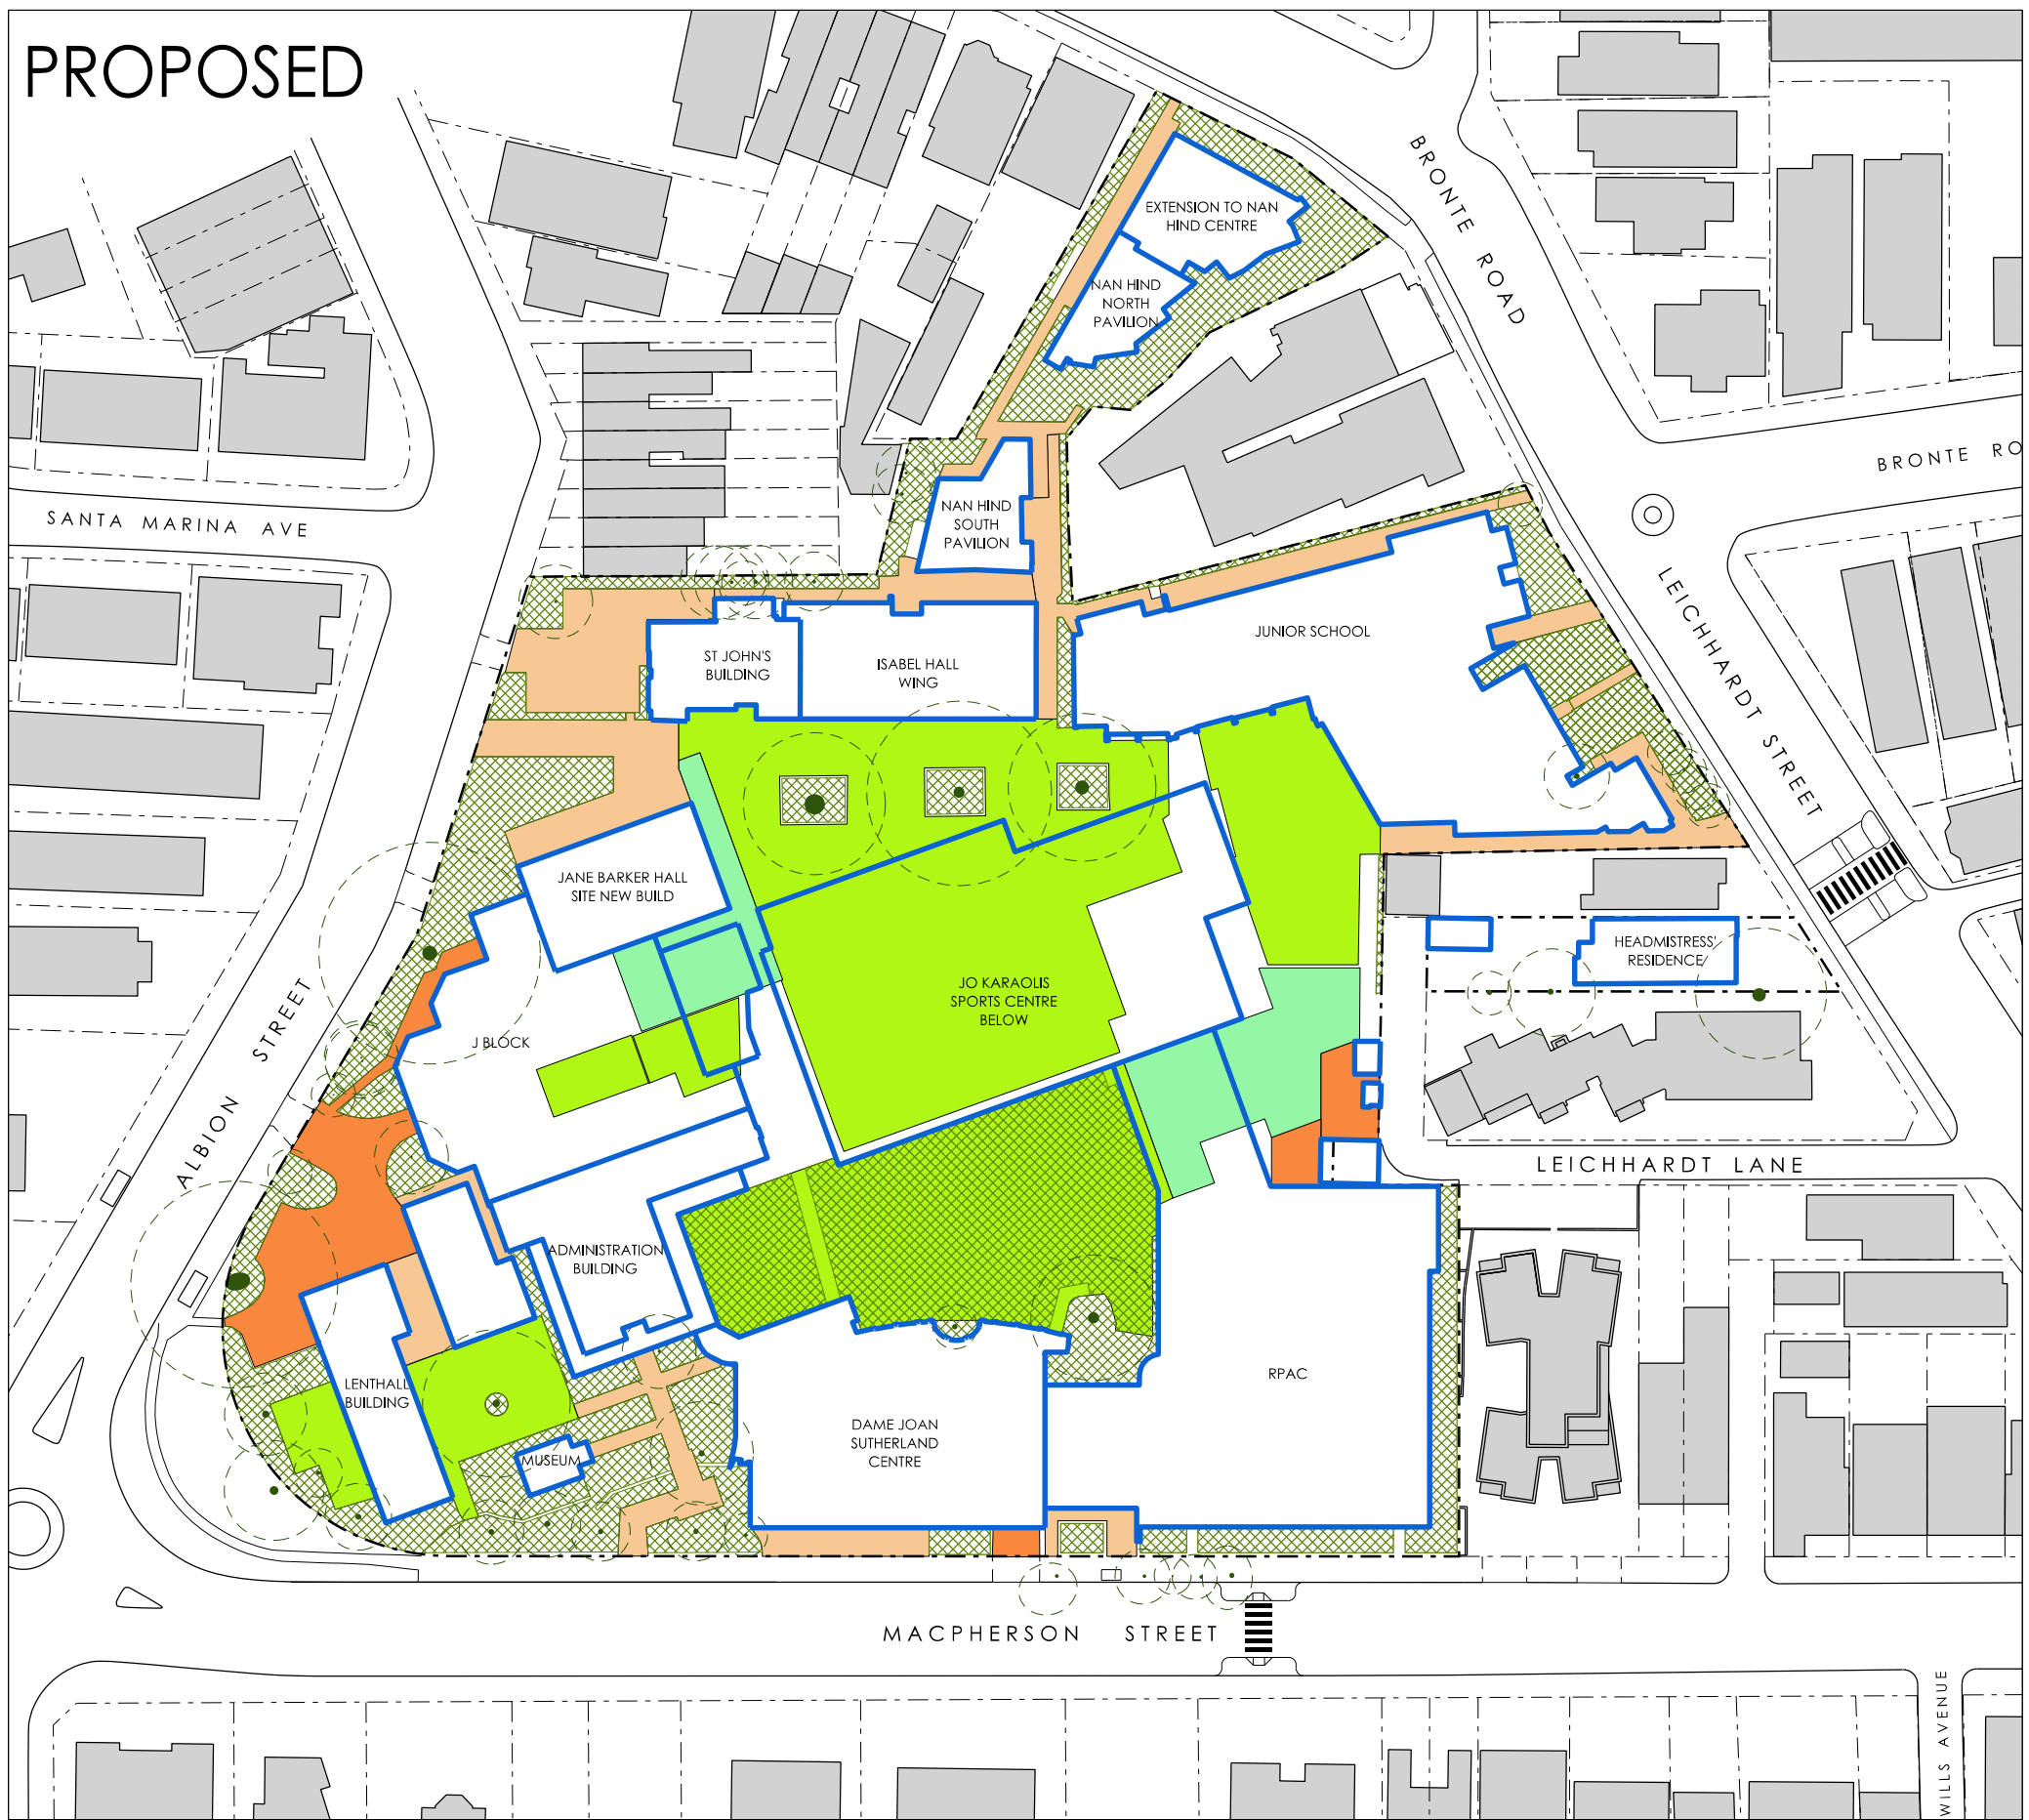 PROPOSED
BRONTE ROAD
EXTENSION TO NAN
HIND CENTRE
NAN HIND
NORTH
PAVILION
BRONTE RO
SANTA MARINA AVE
NAN HIND
SOUTH
PAVILION
LEICHHARDT STREET
JUNIOR SCHOOL
ST JOHN'S
BUILDING
ISABEL HALL
WING
JANE BARKER HALL
SITE NEW BUILD
HEADMISTRESS'
RESIDENCE
JO KARAOLIS
SPORTS CENTRE
BELOW
J BLOCK
ALBION STREET
LEICHHARDT LANE
ADMINISTRATION
BUILDING
LENTHALL
BUILDING
RPAC
DAME JOAN
SUTHERLAND
CENTRE
MUSEUM
MACPHERSON STREET
WILLS AVENUE